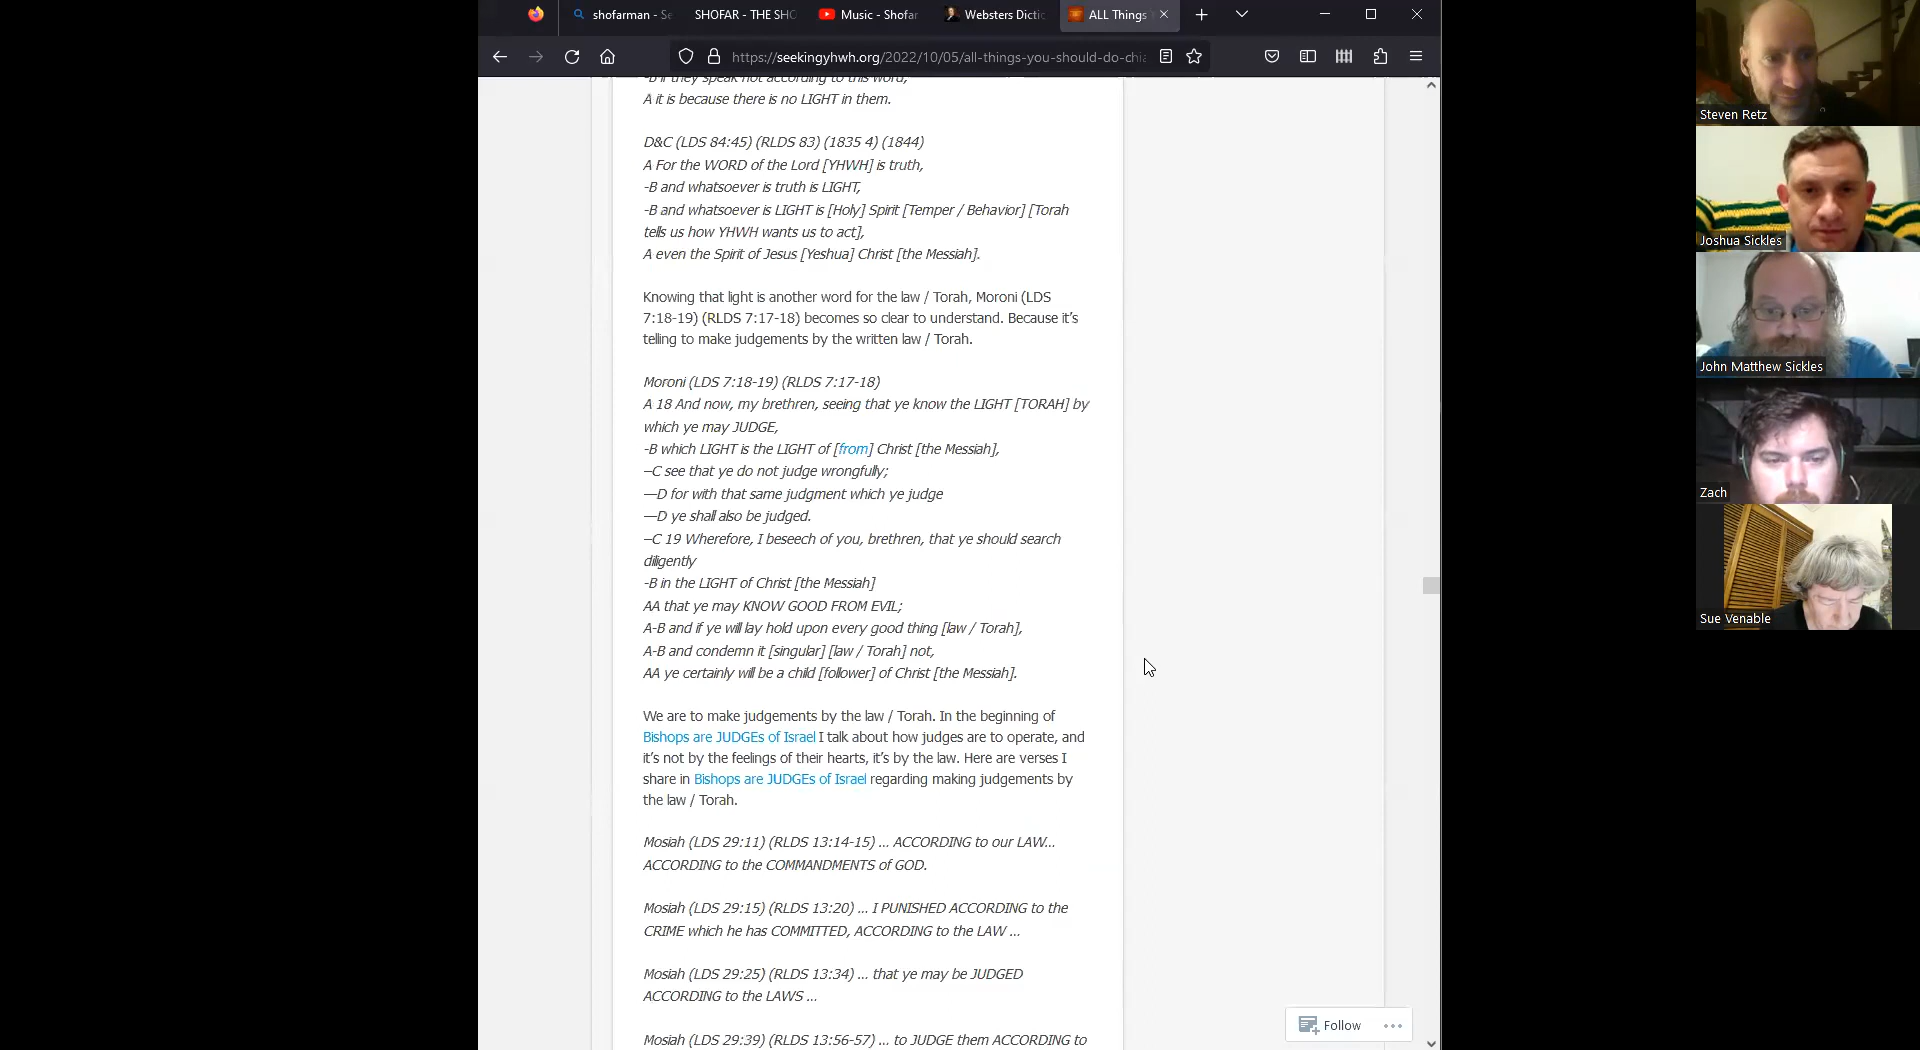 shofarman - Se
SHOFAR - THE SHO
Music - Shofar
Websters Dictio
ALL Things Y
https://seekingyhwh.org/2022/10/05/all-things-you-should-do-chia
-B if they speak not according to this word,
A it is because there is no LIGHT in them.
D&C (LDS 84:45) (RLDS 83) (1835 4) (1844)
A For the WORD of the Lord [YHWH] is truth,
-B and whatsoever is truth is LIGHT,
-B and whatsoever is LIGHT is [Holy] Spirit [Temper / Behavior] [Torah
tells us how YHWH wants us to act],
A even the Spirit of Jesus [Yeshua] Christ [the Messiah].
Knowing that light is another word for the law / Torah, Moroni (LDS
7:18-19) (RLDS 7:17-18) becomes so clear to understand. Because it's
telling to make judgements by the written law / Torah.
Moroni (LDS 7:18-19) (RLDS 7:17-18)
A 18 And now, my brethren, seeing that ye know the LIGHT [TORAH] by
which ye may JUDGE,
-B which LIGHT is the LIGHT of [from] Christ [the Messiah],
–C see that ye do not judge wrongfully;
—D for with that same judgment which ye judge
—D ye shall also be judged.
–C 19 Wherefore, I beseech of you, brethren, that ye should search
diligently
-B in the LIGHT of Christ [the Messiah]
AA that ye may KNOW GOOD FROM EVIL;
A-B and if ye will lay hold upon every good thing [law / Torah],
A-B and condemn it [singular] [law / Torah] not,
AA ye certainly will be a child [follower] of Christ [the Messiah].
We are to make judgements by the law / Torah. In the beginning of
Bishops are JUDGEs of Israel I talk about how judges are to operate, and
it's not by the feelings of their hearts, it's by the law. Here are verses I
share in Bishops are JUDGEs of Israel regarding making judgements by
the law / Torah.
Mosiah (LDS 29:11) (RLDS 13:14-15) … ACCORDING to our LAW…
ACCORDING to the COMMANDMENTS of GOD.
Mosiah (LDS 29:15) (RLDS 13:20) … I PUNISHED ACCORDING to the
CRIME which he has COMMITTED, ACCORDING to the LAW …
Mosiah (LDS 29:25) (RLDS 13:34) … that ye may be JUDGED
ACCORDING to the LAWS …
Mosiah (LDS 29:39) (RLDS 13:56-57) … to JUDGE them ACCORDING to
Follow
Steven Retz
Joshua Sickles
John Matthew Sickles
Zach
Sue Venable